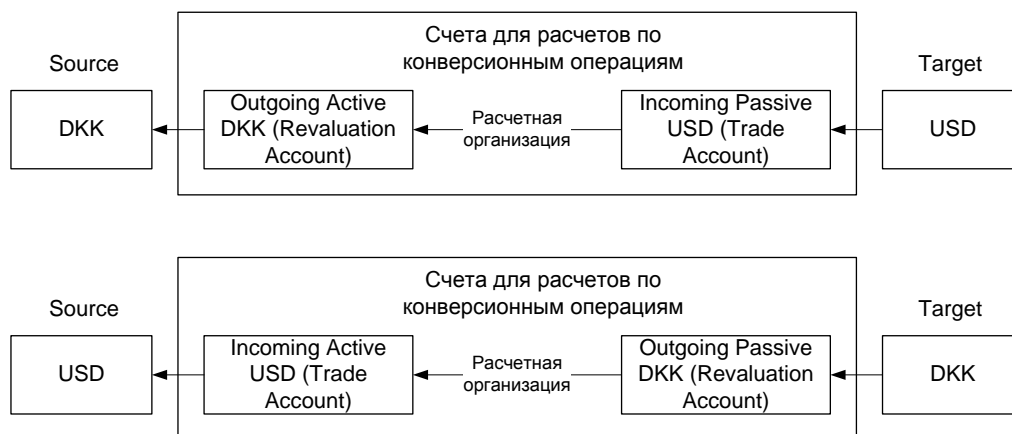 Счета для расчетов по
конверсионным операциям
Source
Target
DKK
Outgoing Active
DKK (Revaluation
Account)
Расчетная
организация
Incoming Passive
USD (Trade
Account)
USD
Счета для расчетов по
конверсионным операциям
Source
Target
USD
Incoming Active
USD (Trade
Account)
Расчетная
организация
Outgoing Passive
DKK (Revaluation
Account)
DKK